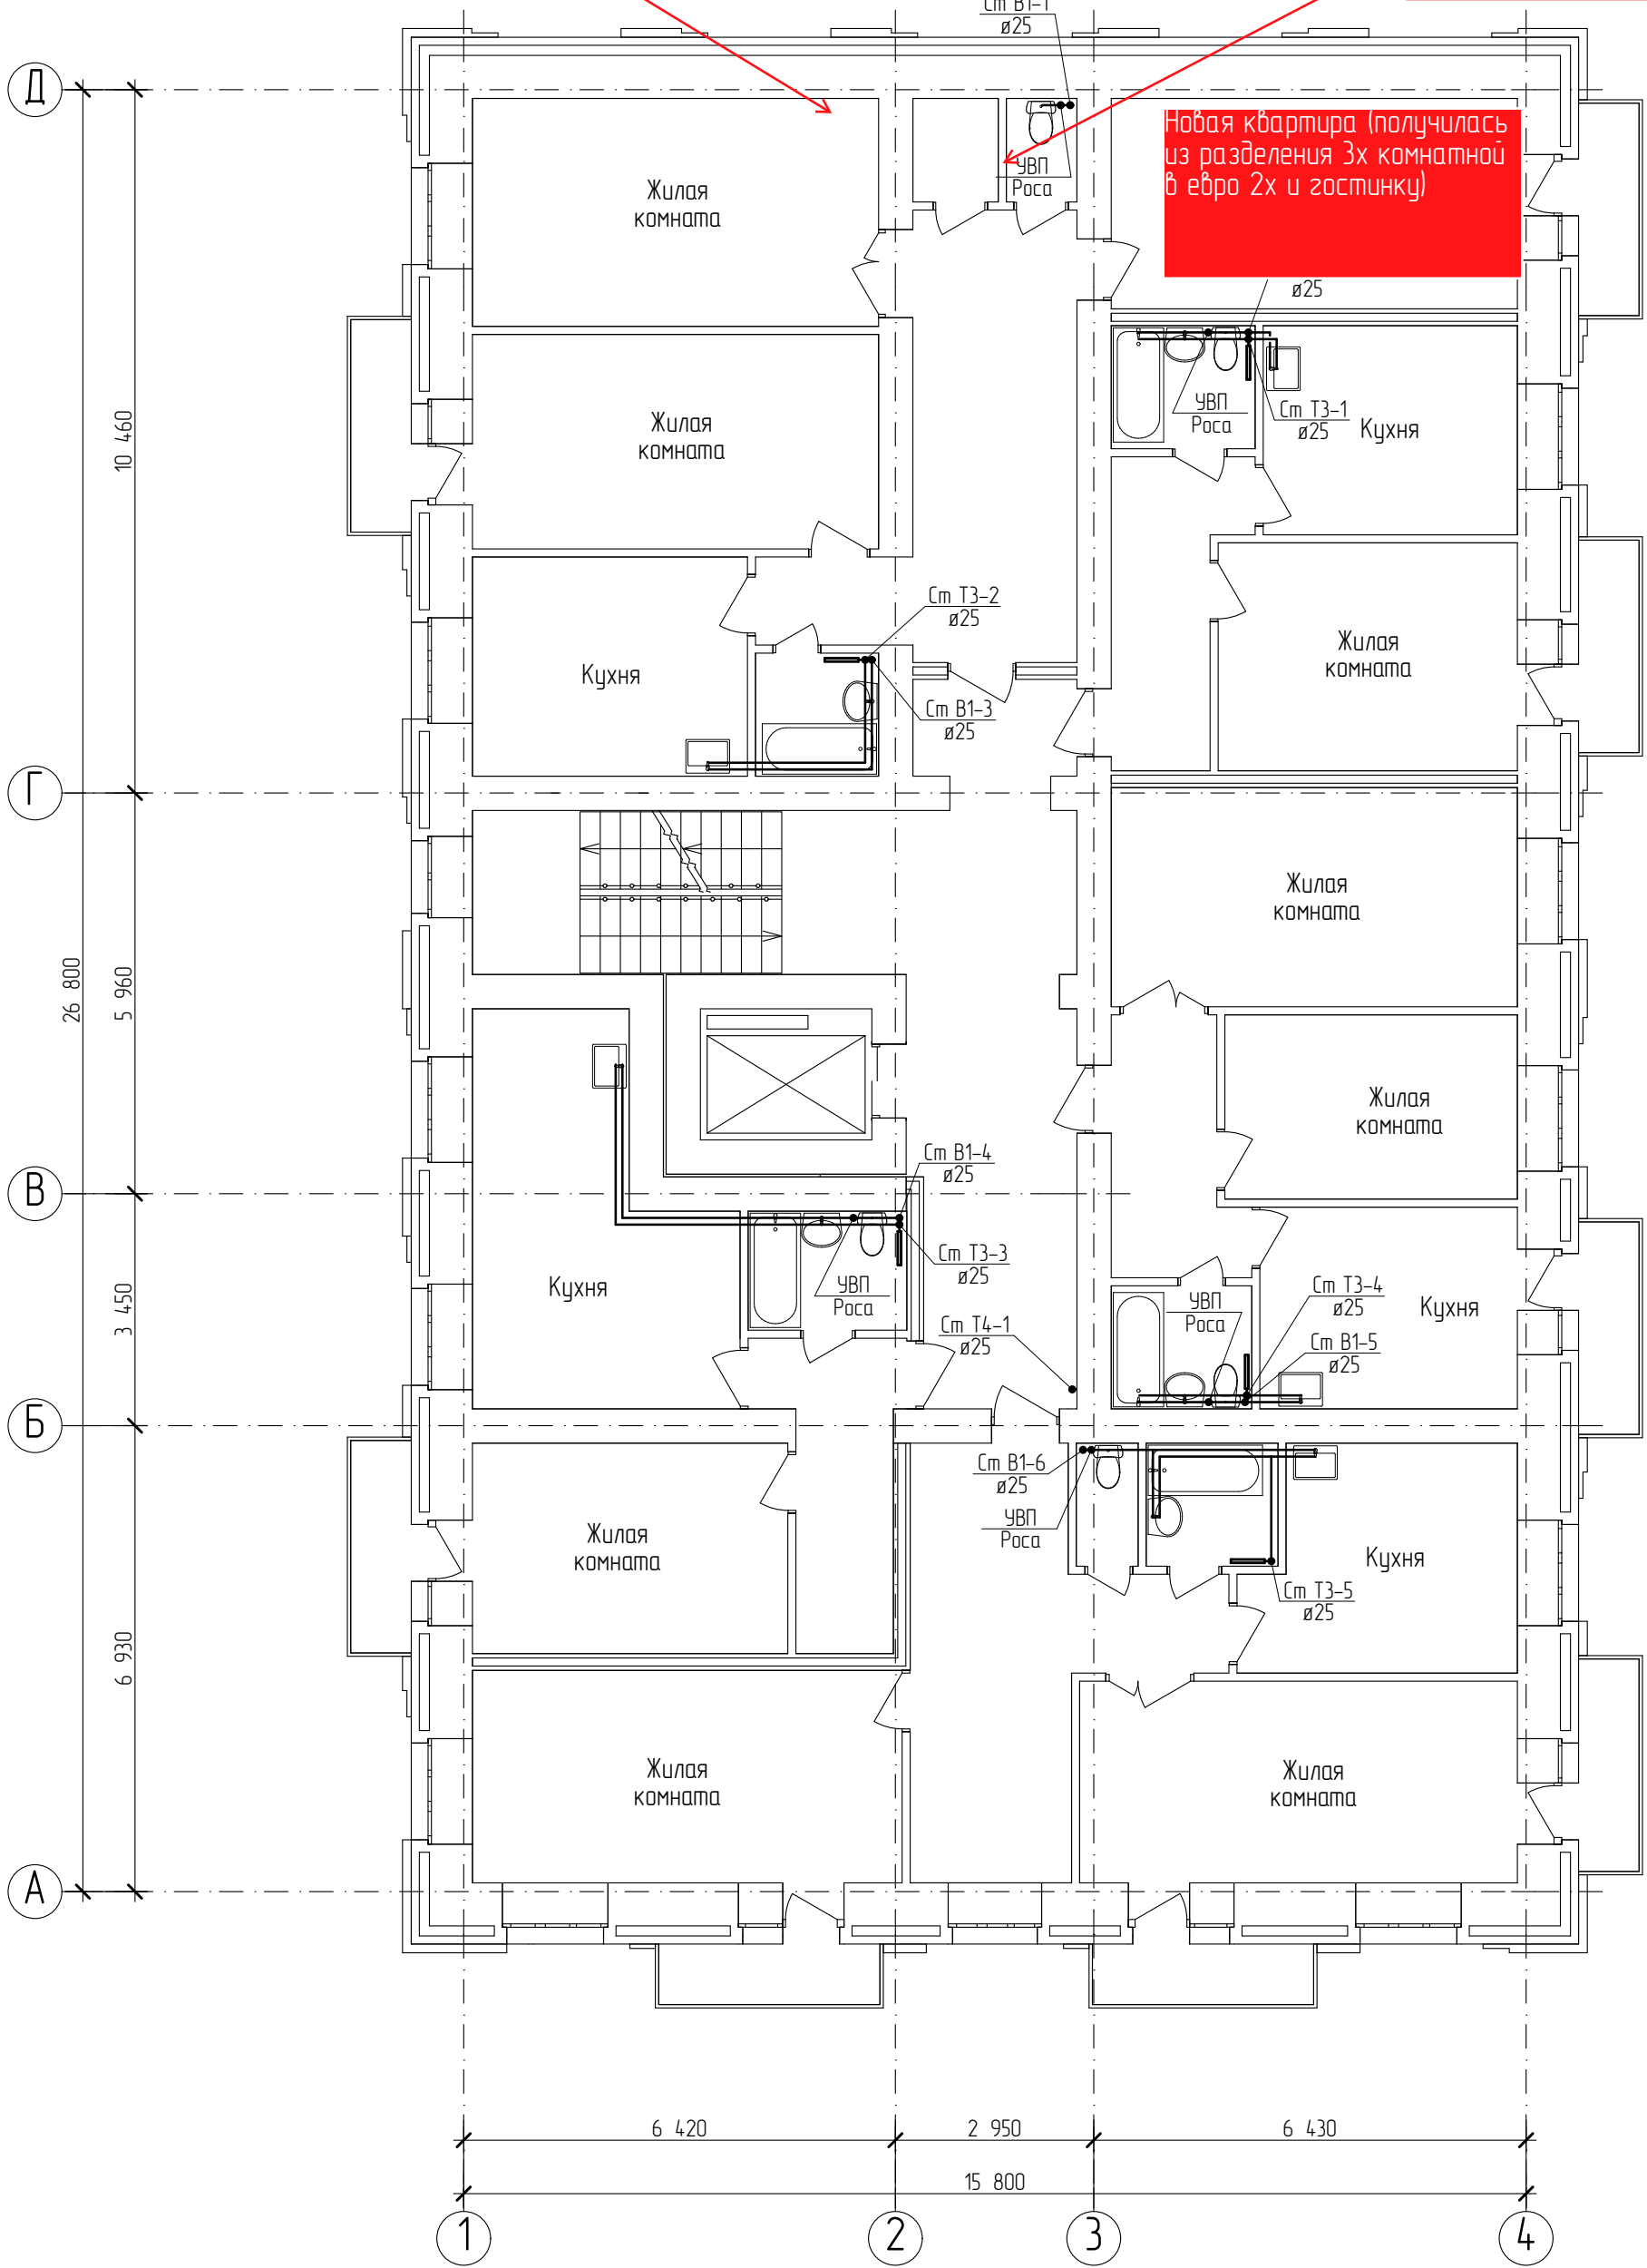 Ст В1-1
ø25
Д
Новая квартира (получилась
из разделения 3х комнатной
в евро 2х и гостинку)
УВП
Роса
Жилая
комната
ø25
УВП
Роса
Ст Т3-1
ø25
Кухня
Жилая
комната
10 460
Ст Т3-2
ø25
Жилая
комната
Кухня
Ст В1-3
ø25
Г
Жилая
комната
26 800
5 960
Жилая
комната
Ст В1-4
ø25
В
Ст Т3-3
ø25
Кухня
УВП
Роса
3 450
УВП
Роса
Ст Т3-4
ø25
Кухня
Ст Т4-1
ø25
Ст В1-5
ø25
Б
Ст В1-6
ø25
УВП
Роса
Жилая
комната
Кухня
Ст Т3-5
ø25
6 930
Жилая
комната
Жилая
комната
А
6 420
2 950
6 430
15 800
1
2
3
4